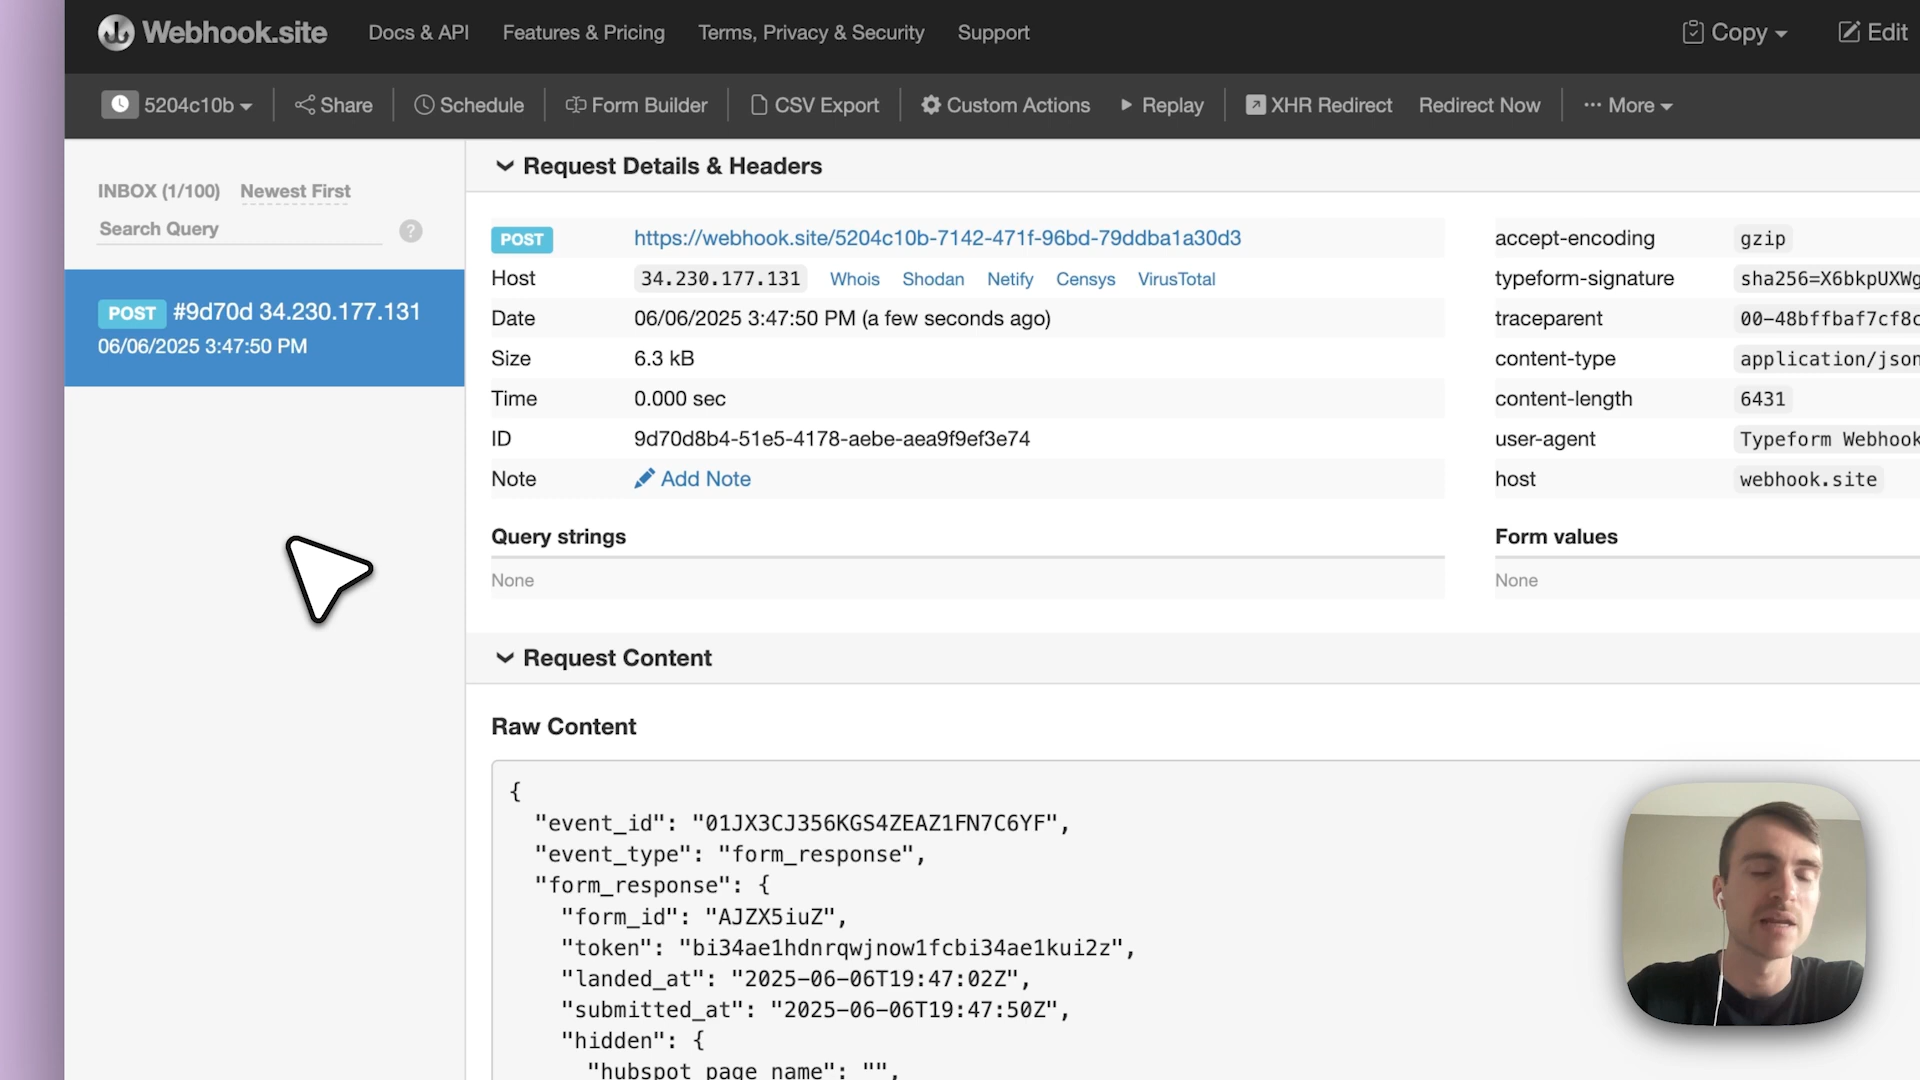 Webhook.site Docs & API Features & Pricing Terms, Privacy & Security Support Copy Edit
5204c10b Share Schedule Form Builder CSV Export Custom Actions Replay XHR Redirect Redirect Now ··· More
INBOX (1/100) Newest First
Search Query ?
POST #9d70d 34.230.177.131
06/06/2025 3:47:50 PM
Request Details & Headers
POST https://webhook.site/5204c10b-7142-471f-96bd-79ddba1a30d3
Host 34.230.177.131 Whois Shodan Netify Censys VirusTotal
Date 06/06/2025 3:47:50 PM (a few seconds ago)
Size 6.3 kB
Time 0.000 sec
ID 9d70d8b4-51e5-4178-aebe-aea9f9ef3e74
Note Add Note
accept-encoding gzip
typeform-signature sha256=X6bkpUXWg
traceparent 00-48bffbaf7cf8c
content-type application/json
content-length 6431
user-agent Typeform Webhook
host webhook.site
Query strings
None
Form values
None
Request Content
Raw Content
{
"event_id": "01JX3CJ356KGS4ZEAZ1FN7C6YF",
"event_type": "form_response",
"form_response": {
"form_id": "AJZX5iuZ",
"token": "bi34ae1hdnrqwjnow1fcbi34ae1kui2z",
"landed_at": "2025-06-06T19:47:02Z",
"submitted_at": "2025-06-06T19:47:50Z",
"hidden": {
"hubspot_page_name": "",